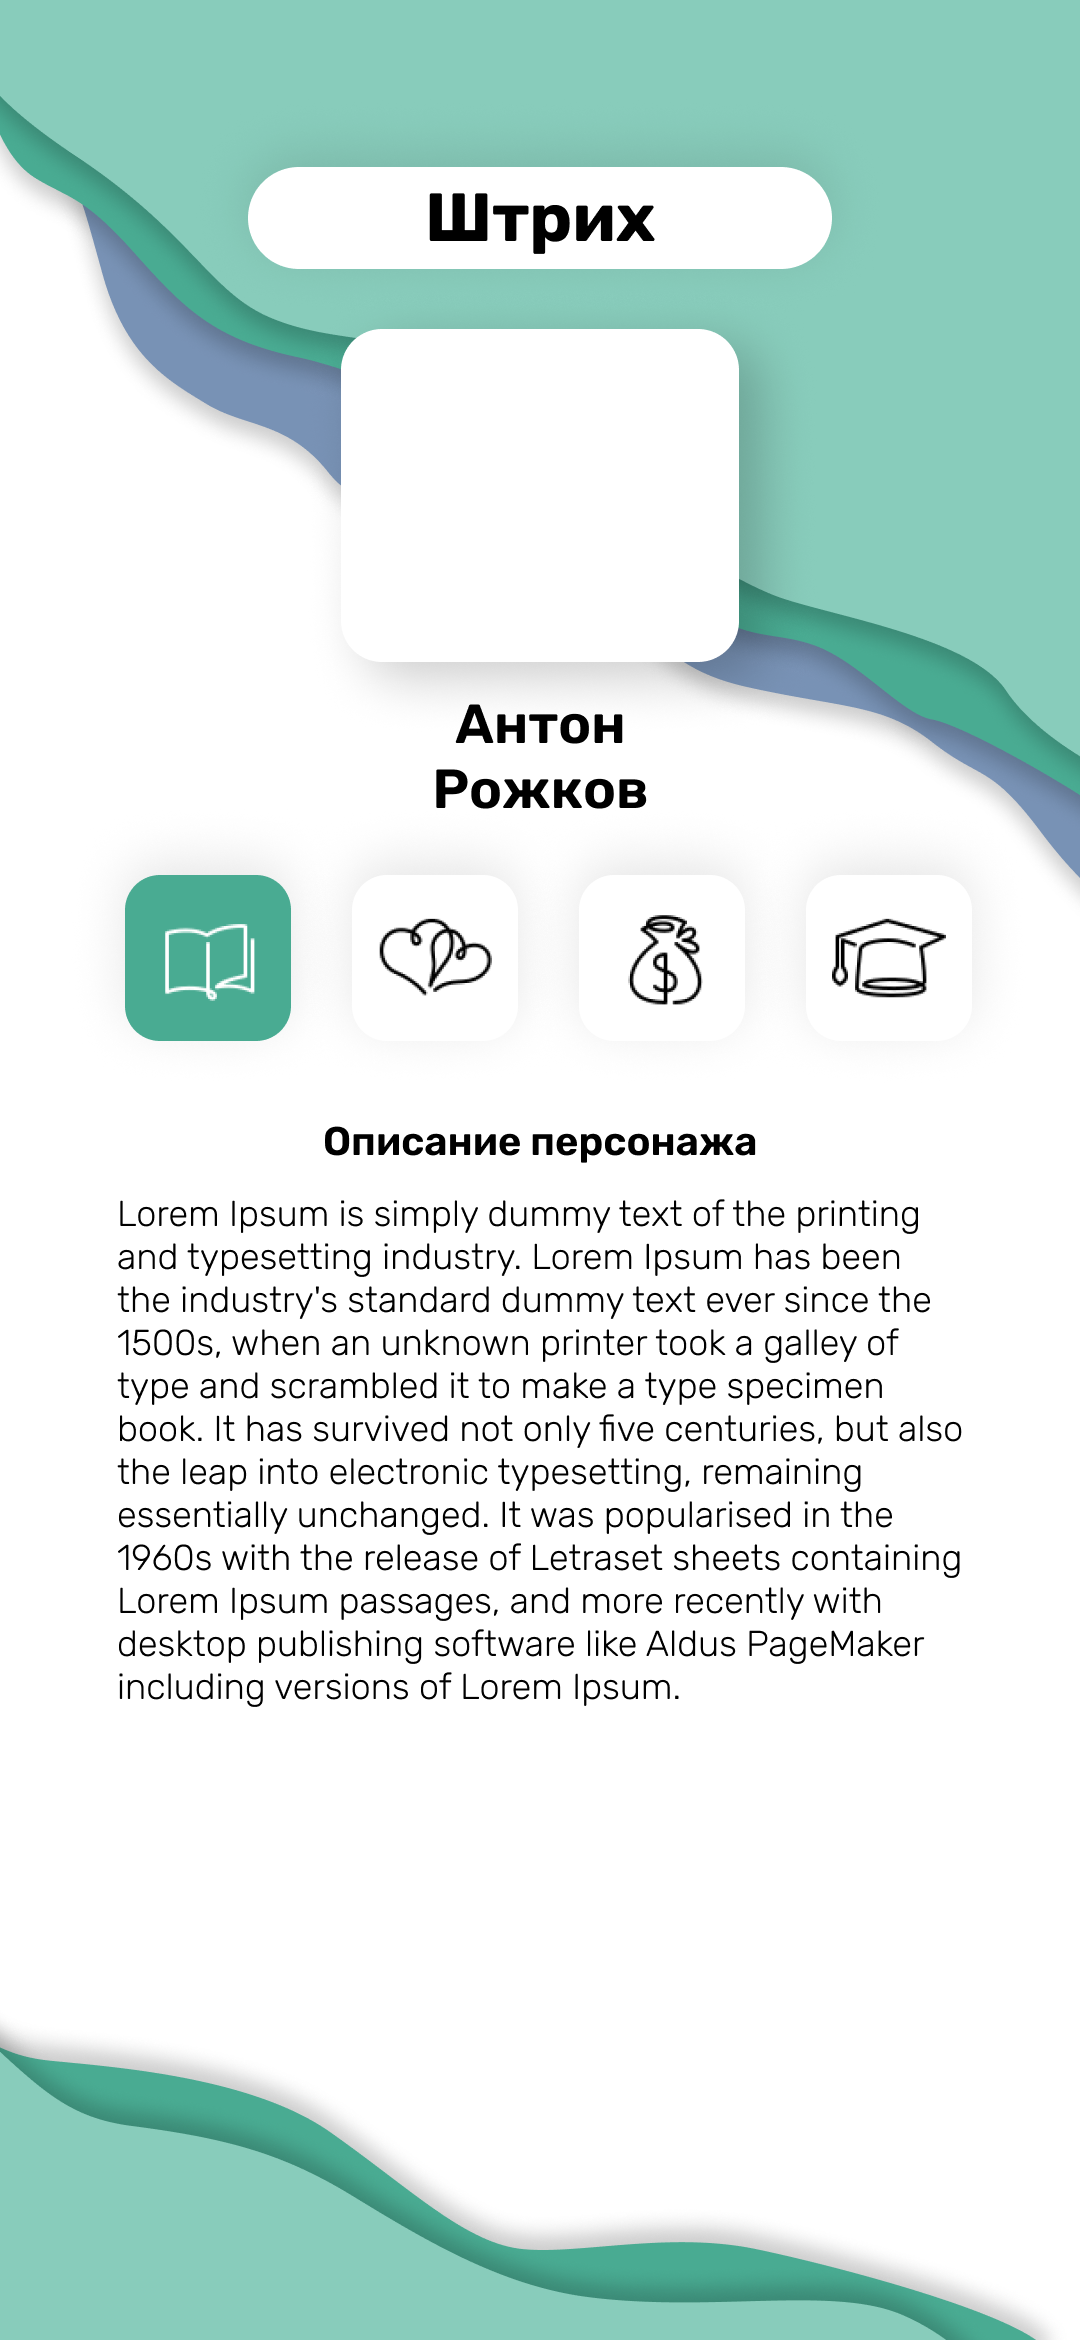 Штрих
Антон
Рожков
Описание персонажа
Lorem Ipsum is simply dummy text of the printing
and typesetting industry. Lorem Ipsum has been
the industry's standard dummy text ever since the
1500s, when an unknown printer took a galley of
type and scrambled it to make a type specimen
book. It has survived not only five centuries, but also
the leap into electronic typesetting, remaining
essentially unchanged. It was popularised in the
1960s with the release of Letraset sheets containing
Lorem Ipsum passages, and more recently with
desktop publishing software like Aldus PageMaker
including versions of Lorem Ipsum.